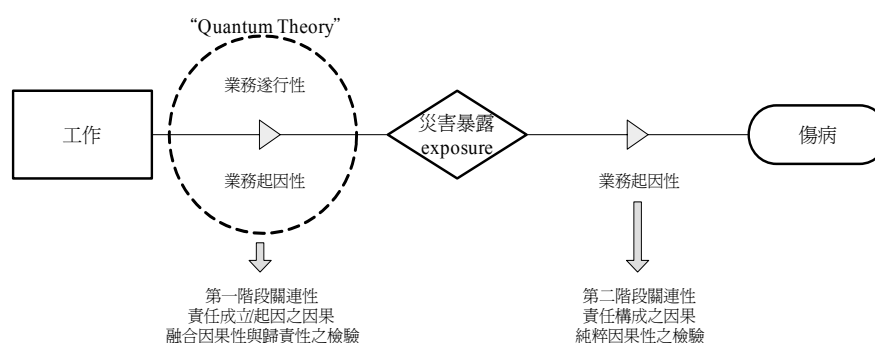 “Quantum Theory”
業務遂行性
工作
業務起因性
災害暴露
exposure
業務起因性
傷病
第一階段關連性
責任成立/起因之因果
融合因果性與歸責性之檢驗
第二階段關連性
責任構成之因果
純粹因果性之檢驗